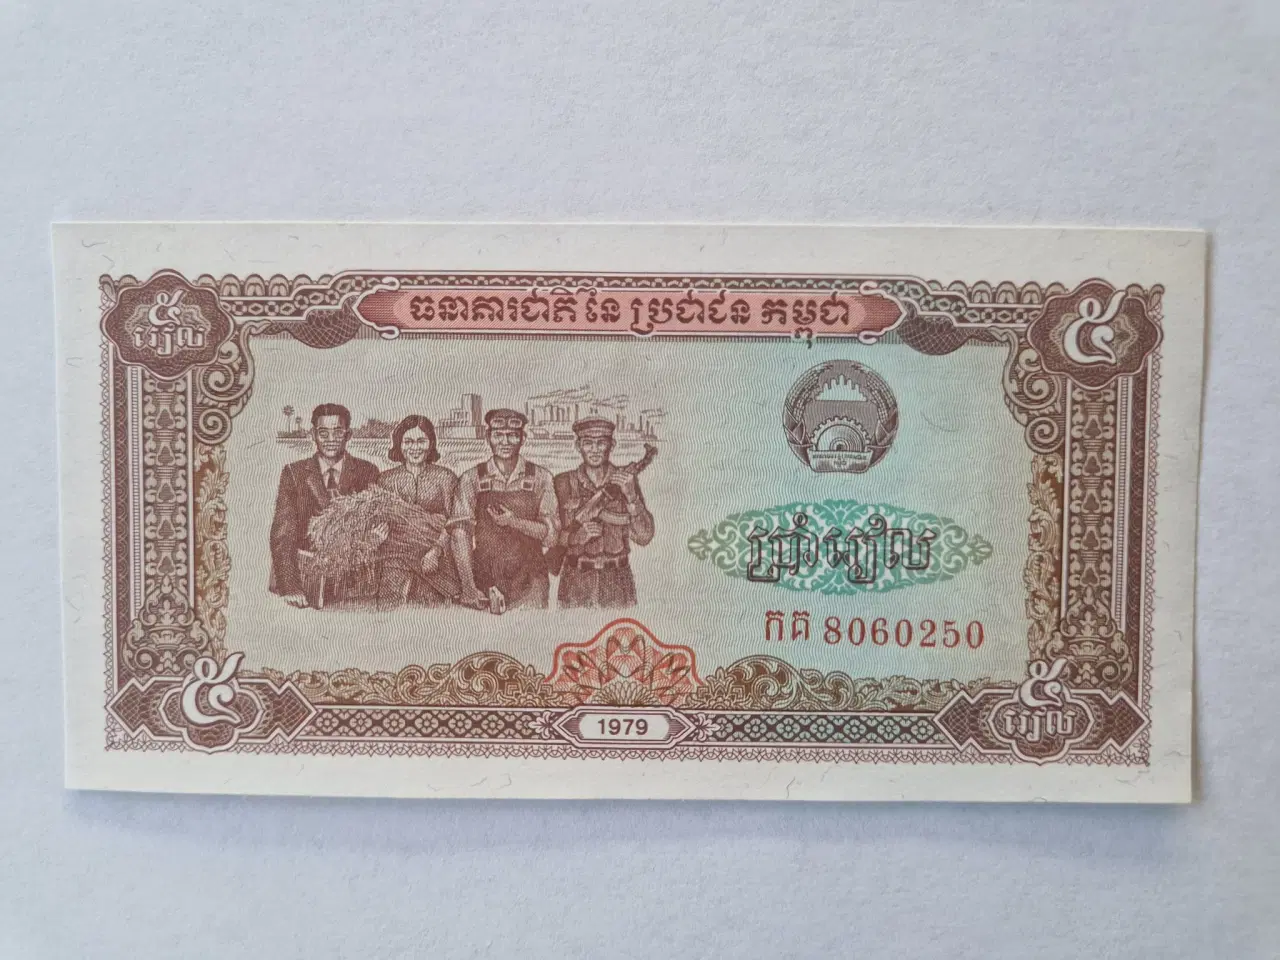 ធនាគារជាតិ នៃ ប្រជាជន កម្ពុជា
៥
រៀល
៥
ប្រាំរៀល
កគ 8060250
៥
1979
៥
រៀល